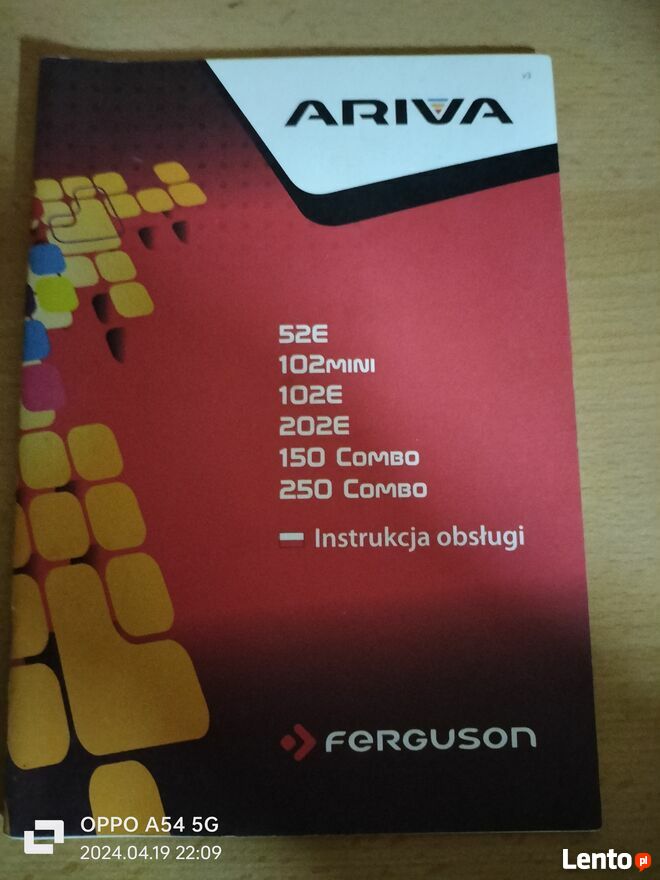 v3
ARIVA
52E
102MINI
102E
202E
150 COMBO
250 COMBO
Instrukcja obsługi
FERGUSON
OPPO A54 5G
2024.04.19 22:09
Lento.pl